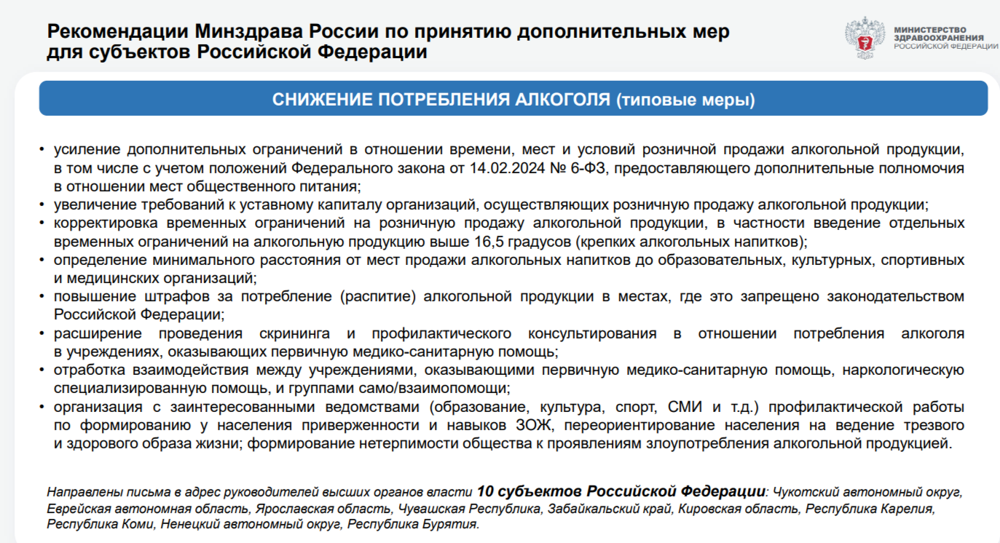 Рекомендации Минздрава России по принятию дополнительных мер
для субъектов Российской Федерации
МИНИСТЕРСТВО
ЗДРАВООХРАНЕНИЯ
РОССИЙСКОЙ ФЕДЕРАЦИИ
СНИЖЕНИЕ ПОТРЕБЛЕНИЯ АЛКОГОЛЯ (типовые меры)
• усиление дополнительных ограничений в отношении времени, мест и условий розничной продажи алкогольной продукции,
в том числе с учетом положений Федерального закона от 14.02.2024 № 6-ФЗ, предоставляющего дополнительные полномочия
в отношении мест общественного питания;
• увеличение требований к уставному капиталу организаций, осуществляющих розничную продажу алкогольной продукции;
• корректировка временных ограничений на розничную продажу алкогольной продукции, в частности введение отдельных
временных ограничений на алкогольную продукцию выше 16,5 градусов (крепких алкогольных напитков);
• определение минимального расстояния от мест продажи алкогольных напитков до образовательных, культурных, спортивных
и медицинских организаций;
• повышение штрафов за потребление (распитие) алкогольной продукции в местах, где это запрещено законодательством
Российской Федерации;
• расширение проведения скрининга и профилактического консультирования в отношении потребления алкоголя
в учреждениях, оказывающих первичную медико-санитарную помощь;
• отработка взаимодействия между учреждениями, оказывающими первичную медико-санитарную помощь, наркологическую
специализированную помощь, и группами само/взаимопомощи;
• организация с заинтересованными ведомствами (образование, культура, спорт, СМИ и т.д.) профилактической работы
по формированию у населения приверженности и навыков ЗОЖ, переориентирование населения на ведение трезвого
и здорового образа жизни; формирование нетерпимости общества к проявлениям злоупотребления алкогольной продукцией.
Направлены письма в адрес руководителей высших органов власти 10 субъектов Российской Федерации: Чукотский автономный округ,
Еврейская автономная область, Ярославская область, Чувашская Республика, Забайкальский край, Кировская область, Республика Карелия,
Республика Коми, Ненецкий автономный округ, Республика Бурятия.